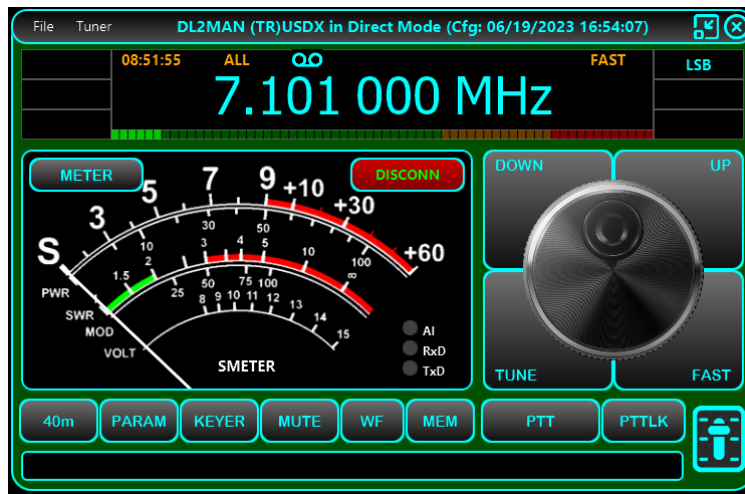 File Tuner DL2MAN (TR)USDX in Direct Mode (Cfg: 06/19/2023 16:54:07)
08:51:55 ALL FAST LSB
7.101 000 MHz
METER DISCONN
S 3 5 7 9 +10 +30 +60
PWR 10 30 50 100
SWR 1.5 2 3 4 5 10 ∞
MOD 25 50 75 100
VOLT 8 9 10 11 12 13 14 15
SMETER
AI
RxD
TxD
DOWN UP
TUNE FAST
40m PARAM KEYER MUTE WF MEM PTT PTTLK